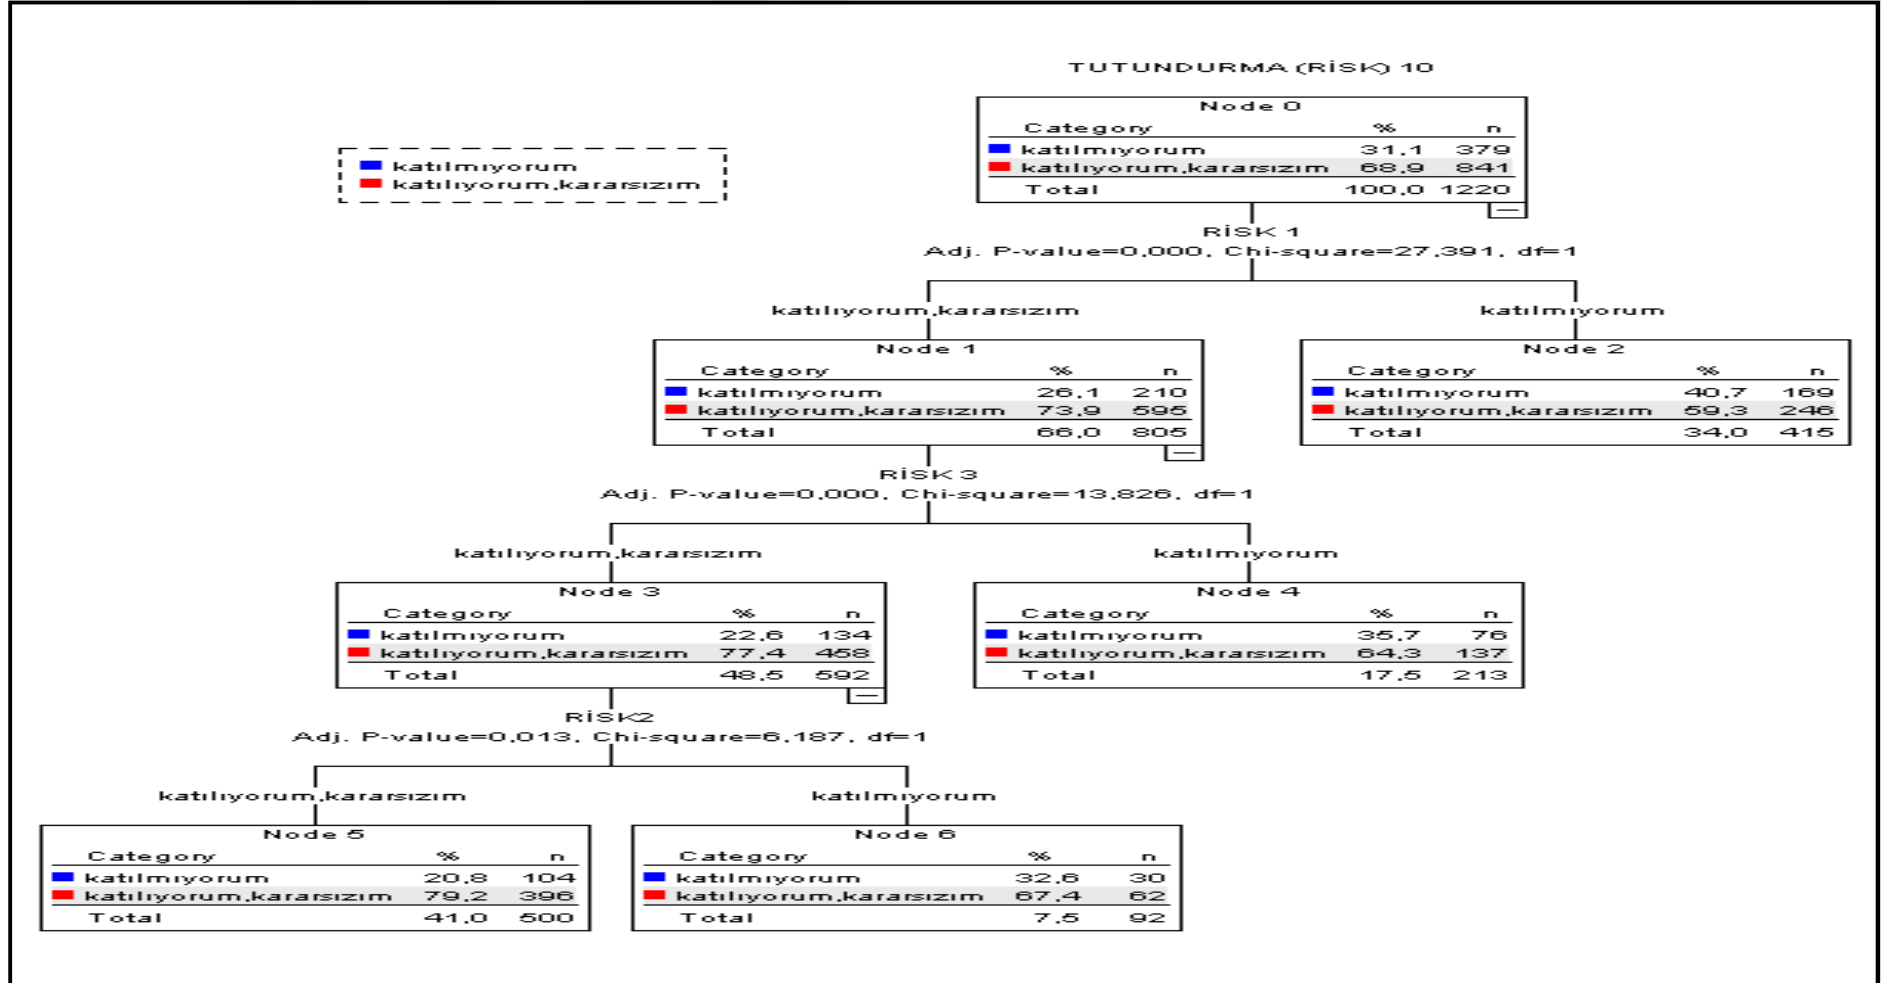 TUTUNDURMA (RİSK) 10
Node 0
Category % n
katılmıyorum 31,1 379
katılıyorum,kararsızım 68,9 841
Total 100,0 1220
katılmıyorum
katılıyorum,kararsızım
RİSK 1
Adj. P-value=0,000, Chi-square=27,391, df=1
katılıyorum,kararsızım
katılmıyorum
Node 1
Category % n
katılmıyorum 26,1 210
katılıyorum,kararsızım 73,9 595
Total 66,0 805
Node 2
Category % n
katılmıyorum 40,7 169
katılıyorum,kararsızım 59,3 246
Total 34,0 415
RİSK 3
Adj. P-value=0,000, Chi-square=13,826, df=1
katılıyorum,kararsızım
katılmıyorum
Node 3
Category % n
katılmıyorum 22,6 134
katılıyorum,kararsızım 77,4 458
Total 48,5 592
Node 4
Category % n
katılmıyorum 35,7 76
katılıyorum,kararsızım 64,3 137
Total 17,5 213
RİSK2
Adj. P-value=0,013, Chi-square=6,187, df=1
katılıyorum,kararsızım
katılmıyorum
Node 5
Category % n
katılmıyorum 20,8 104
katılıyorum,kararsızım 79,2 396
Total 41,0 500
Node 6
Category % n
katılmıyorum 32,6 30
katılıyorum,kararsızım 67,4 62
Total 7,5 92